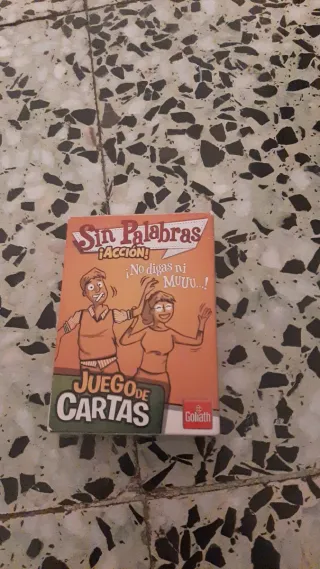 Sin Palabras
¡ACCIÓN!
¡No digas ni
MUUU...!
JUEGO DE
CARTAS
Goliath